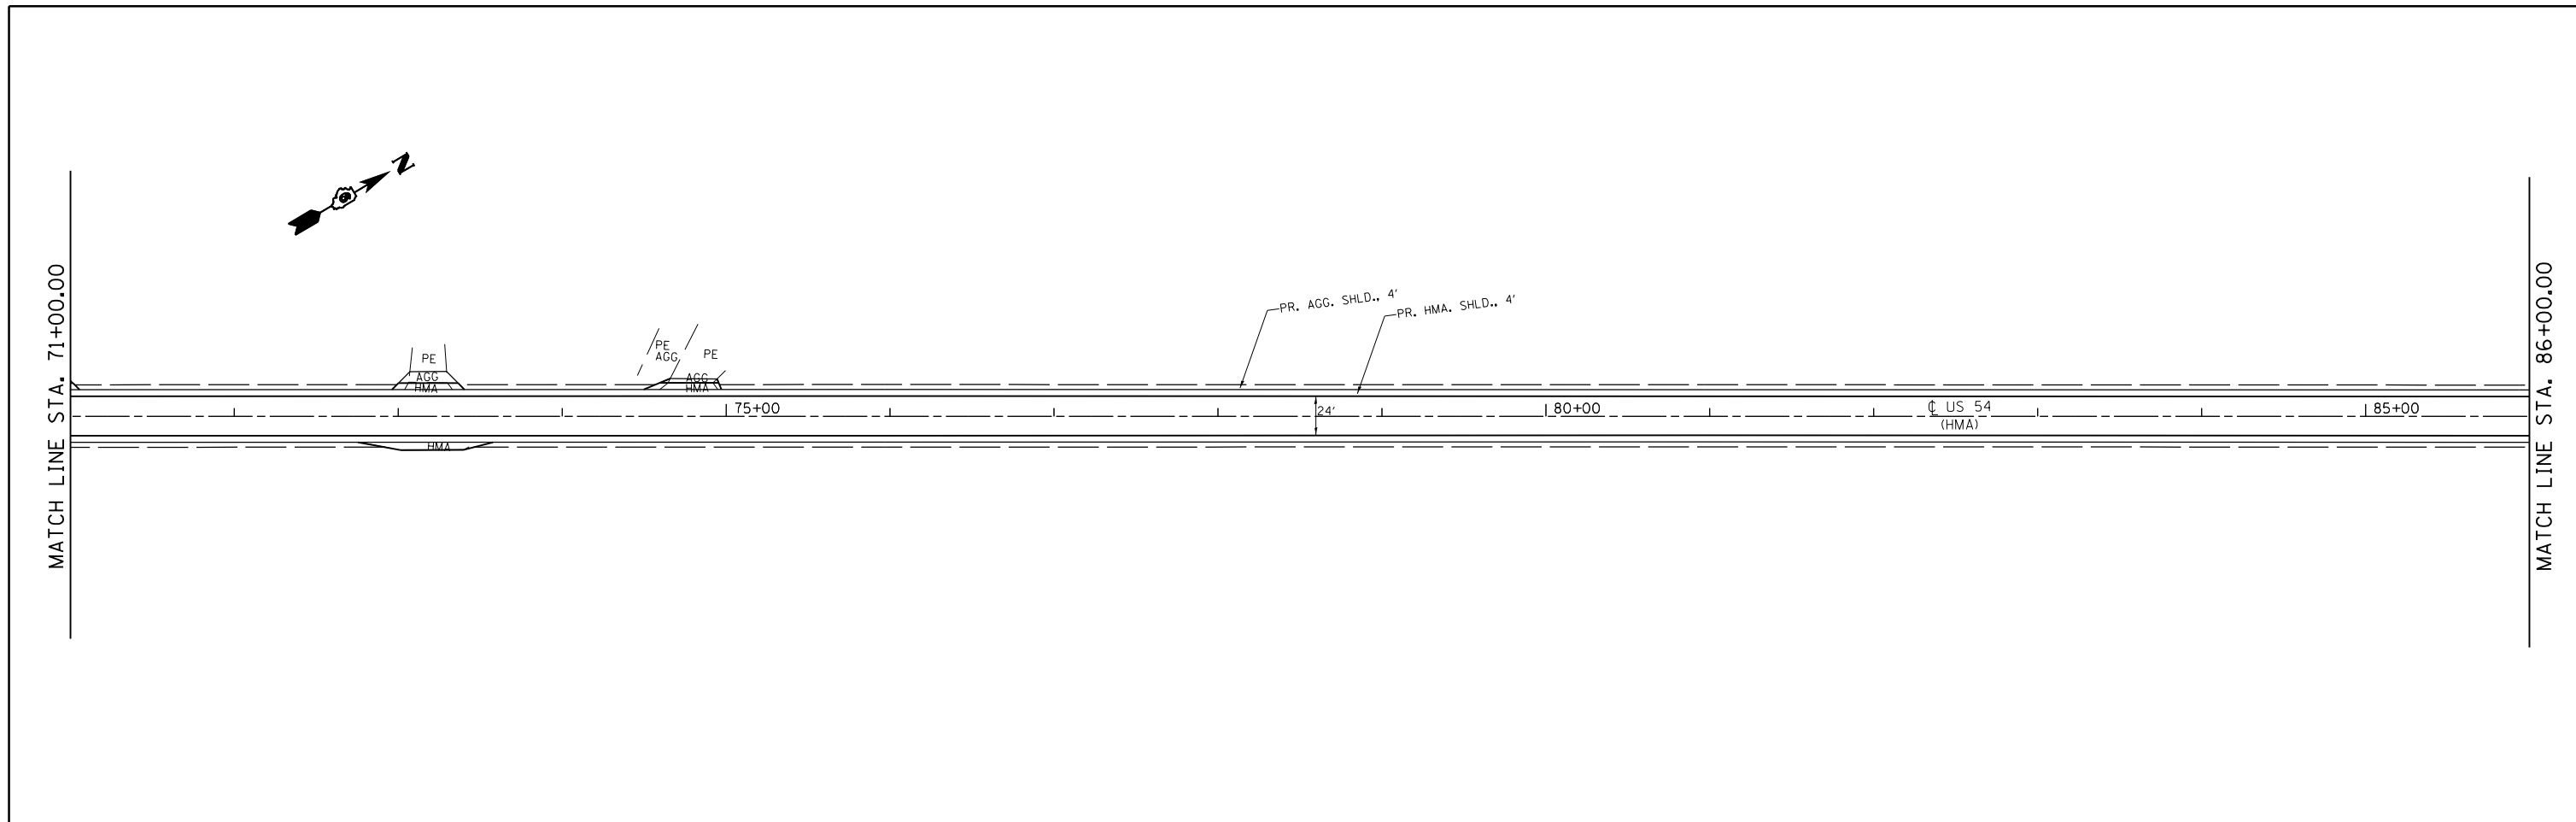 N
MATCH LINE STA. 71+00.00
PR. AGG. SHLD., 4'
PR. HMA. SHLD., 4'
PE
AGG
HMA
PE
AGG
PE
AGG
HMA
75+00
24'
80+00
℄ US 54
(HMA)
85+00
HMA
MATCH LINE STA. 86+00.00